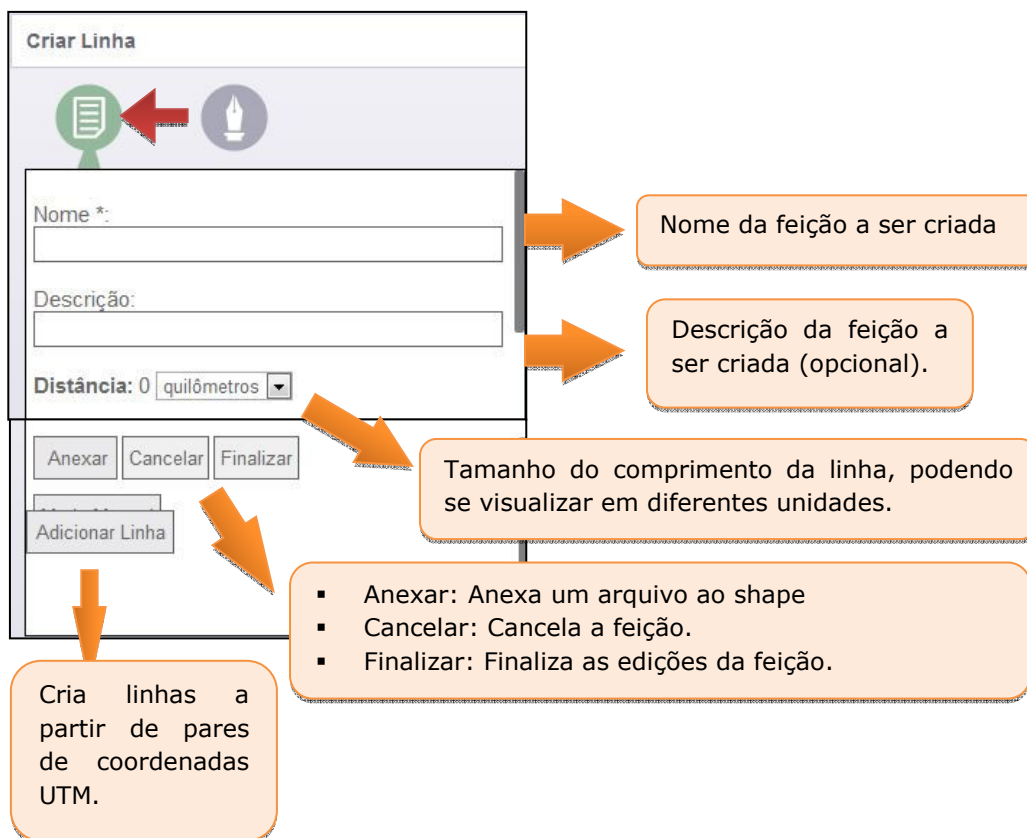 Criar Linha
Nome *:
Nome da feição a ser criada
Descrição:
Descrição da feição a
ser criada (opcional).
Distância: 0 quilômetros
Anexar Cancelar Finalizar
Tamanho do comprimento da linha, podendo
se visualizar em diferentes unidades.
Adicionar Linha
▪ Anexar: Anexa um arquivo ao shape
▪ Cancelar: Cancela a feição.
▪ Finalizar: Finaliza as edições da feição.
Cria linhas a
partir de pares
de coordenadas
UTM.